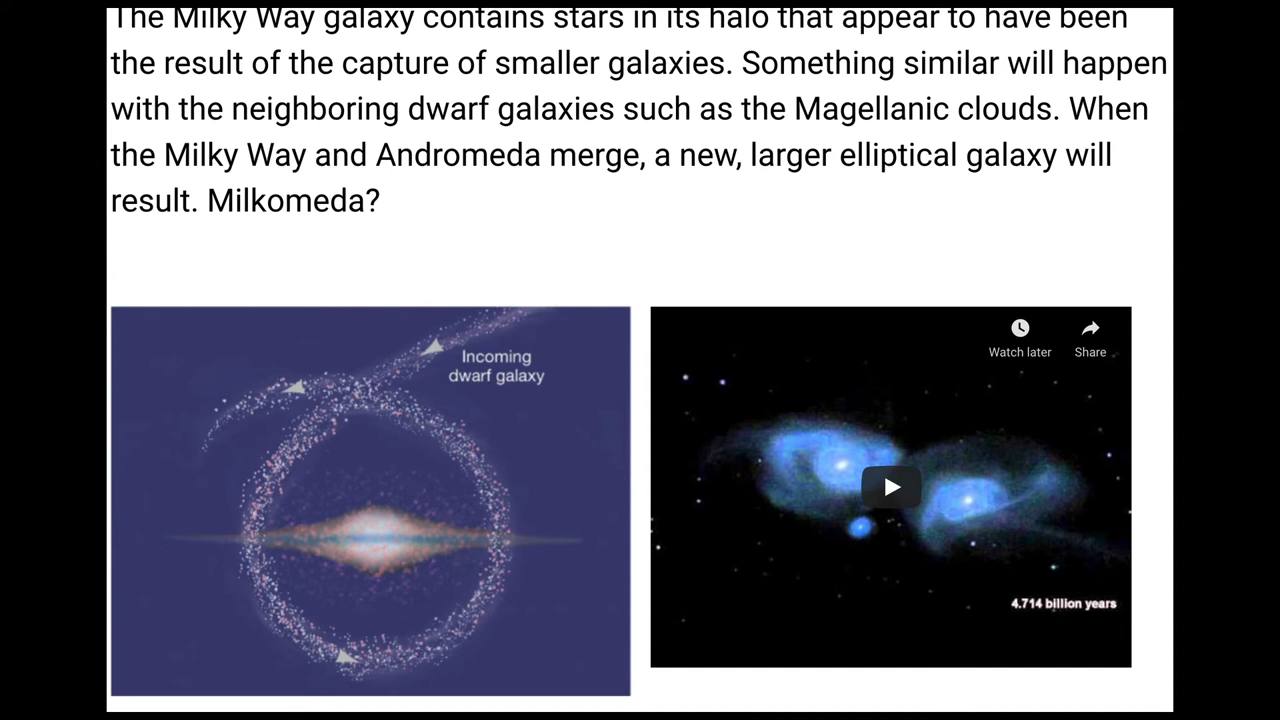 The Milky Way galaxy contains stars in its halo that appear to have been
the result of the capture of smaller galaxies. Something similar will happen
with the neighboring dwarf galaxies such as the Magellanic clouds. When
the Milky Way and Andromeda merge, a new, larger elliptical galaxy will
result. Milkomeda?
Incoming
dwarf galaxy
Watch later
Share
4.714 billion years